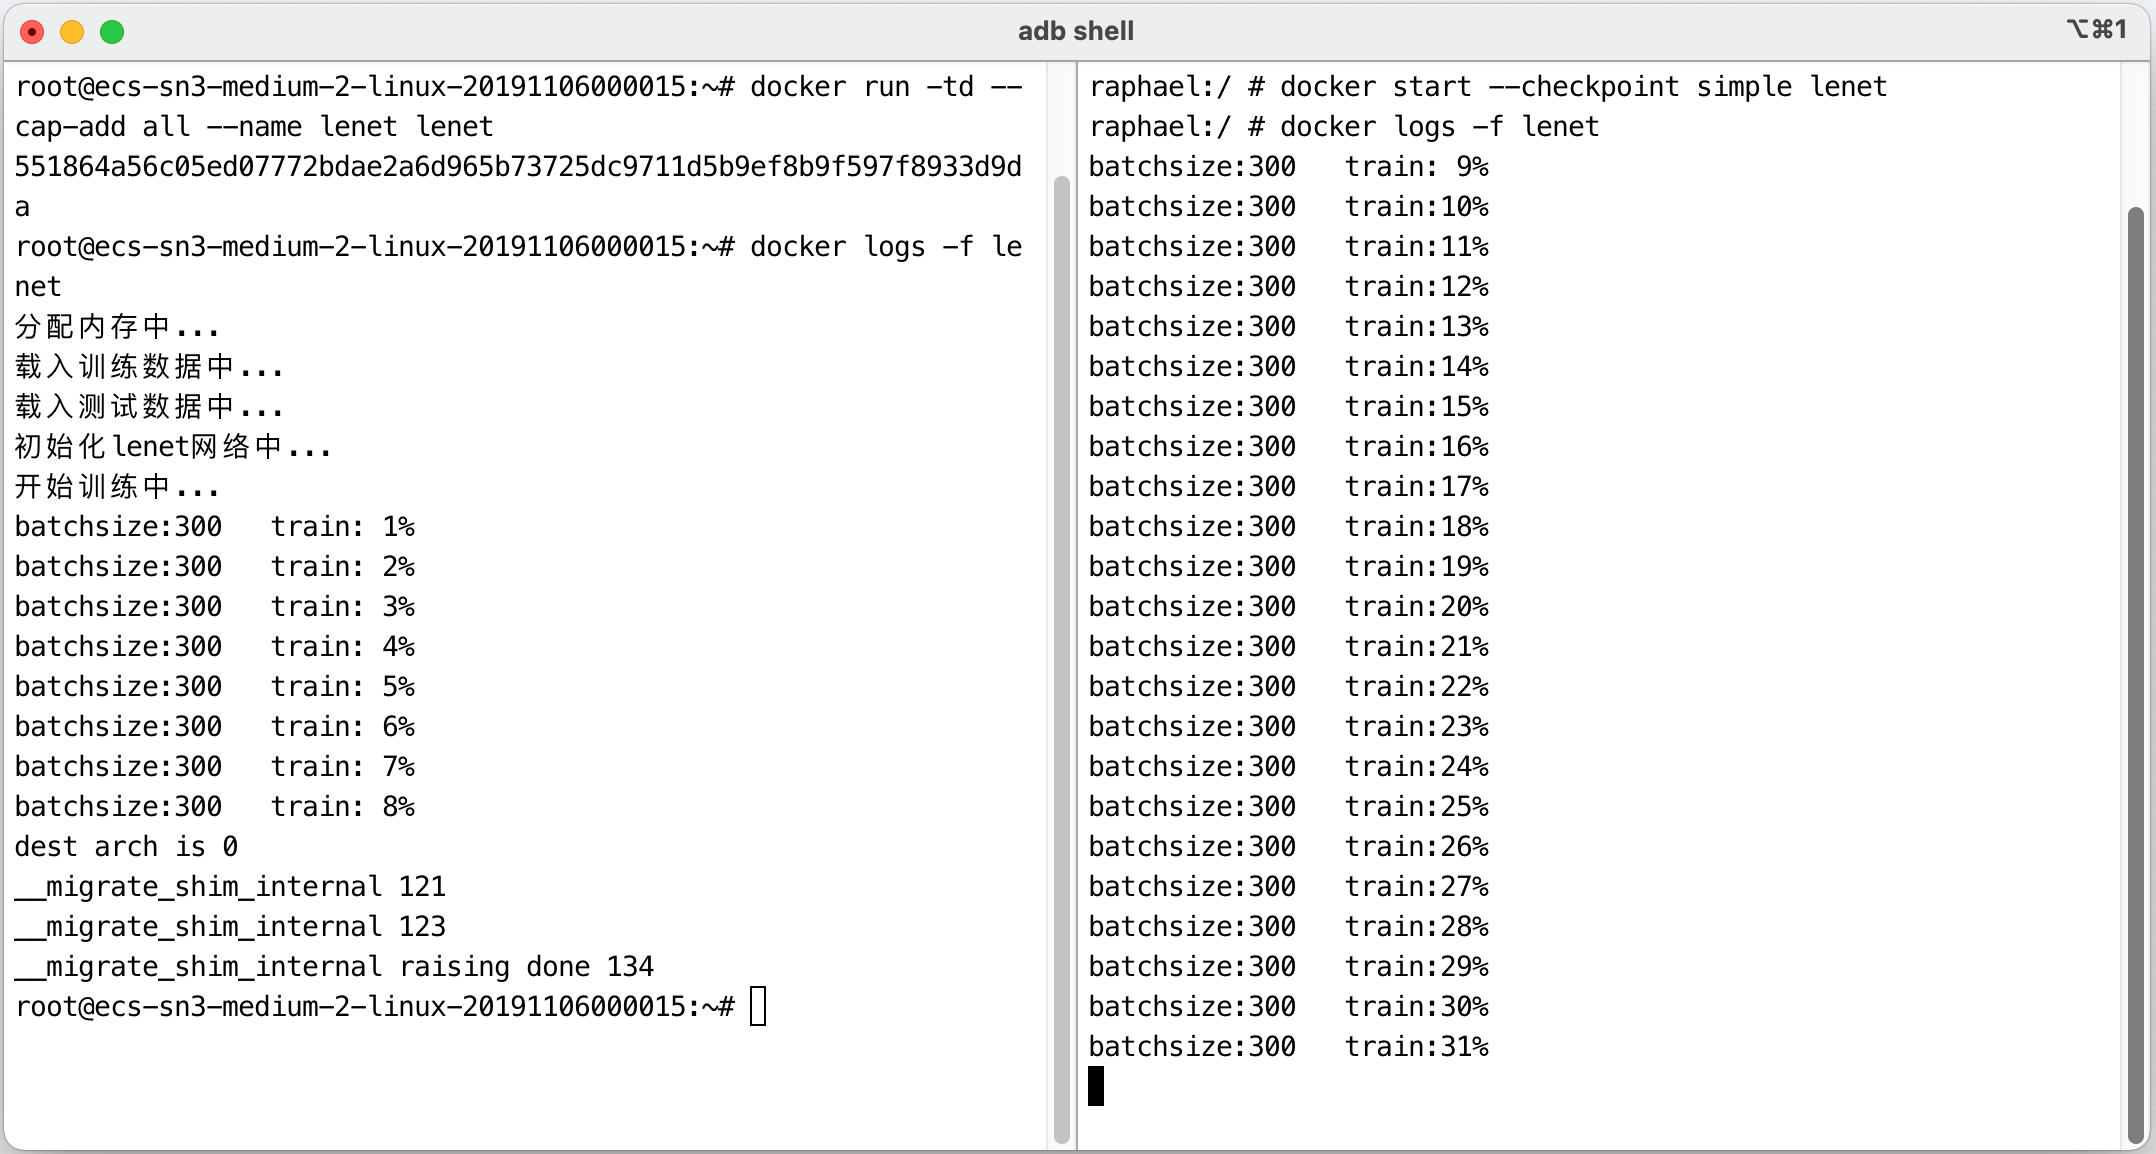 adb shell
⌥⌘1
root@ecs-sn3-medium-2-linux-20191106000015:~# docker run -td --
cap-add all --name lenet lenet
551864a56c05ed07772bdae2a6d965b73725dc9711d5b9ef8b9f597f8933d9d
a
root@ecs-sn3-medium-2-linux-20191106000015:~# docker logs -f le
net
分配内存中...
载入训练数据中...
载入测试数据中...
初始化lenet网络中...
开始训练中...
batchsize:300   train: 1%
batchsize:300   train: 2%
batchsize:300   train: 3%
batchsize:300   train: 4%
batchsize:300   train: 5%
batchsize:300   train: 6%
batchsize:300   train: 7%
batchsize:300   train: 8%
dest arch is 0
__migrate_shim_internal 121
__migrate_shim_internal 123
__migrate_shim_internal raising done 134
root@ecs-sn3-medium-2-linux-20191106000015:~#
raphael:/ # docker start --checkpoint simple lenet
raphael:/ # docker logs -f lenet
batchsize:300   train: 9%
batchsize:300   train:10%
batchsize:300   train:11%
batchsize:300   train:12%
batchsize:300   train:13%
batchsize:300   train:14%
batchsize:300   train:15%
batchsize:300   train:16%
batchsize:300   train:17%
batchsize:300   train:18%
batchsize:300   train:19%
batchsize:300   train:20%
batchsize:300   train:21%
batchsize:300   train:22%
batchsize:300   train:23%
batchsize:300   train:24%
batchsize:300   train:25%
batchsize:300   train:26%
batchsize:300   train:27%
batchsize:300   train:28%
batchsize:300   train:29%
batchsize:300   train:30%
batchsize:300   train:31%